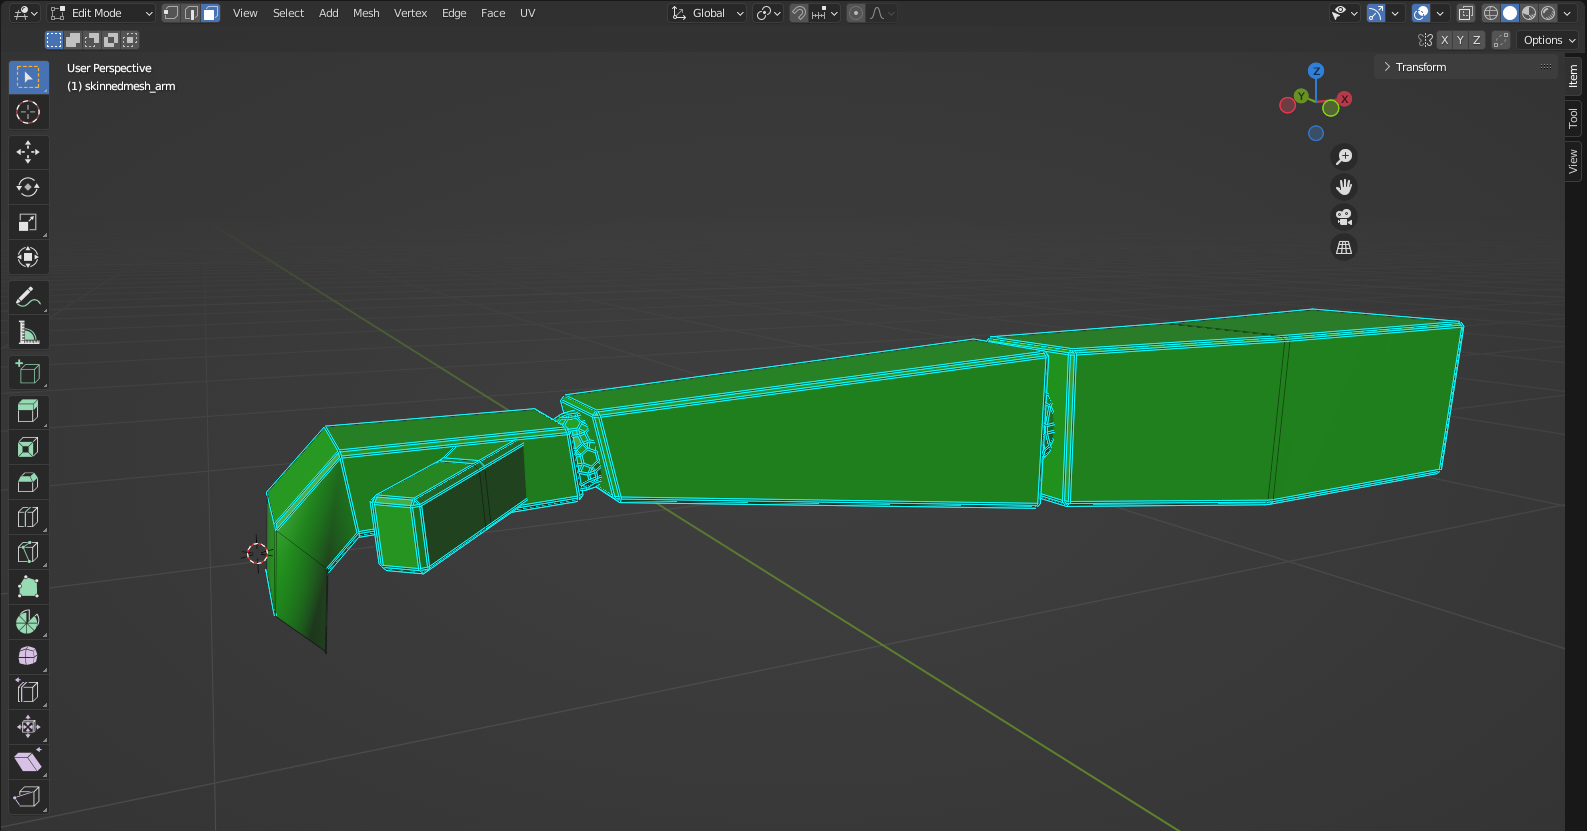 Edit Mode View Select Add Mesh Vertex Edge Face UV Global
X Y Z Options
User Perspective
(1) skinnedmesh_arm
Transform
Z
Y
X
Item
Tool
View